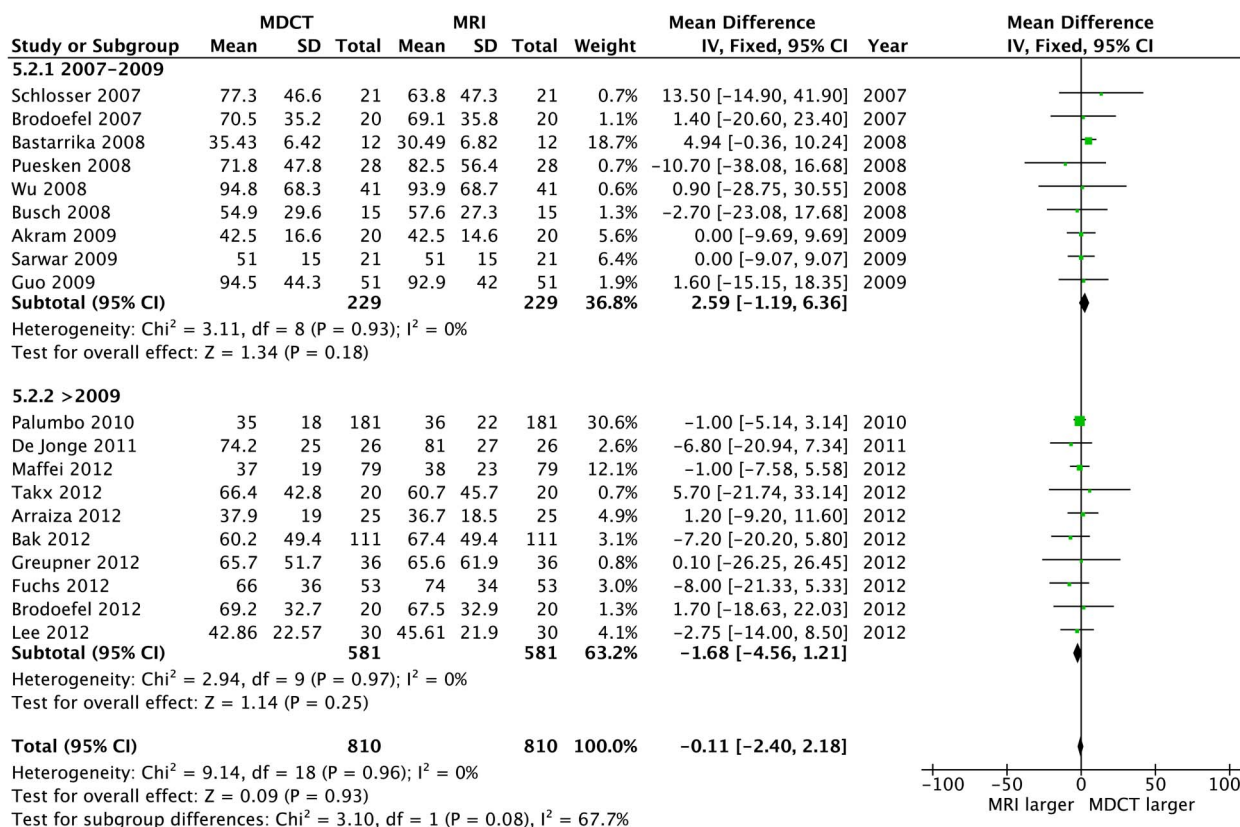 MDCT MRI Mean Difference Mean Difference
Study or Subgroup Mean SD Total Mean SD Total Weight IV, Fixed, 95% CI Year IV, Fixed, 95% CI
5.2.1 2007–2009
Schlosser 2007 77.3 46.6 21 63.8 47.3 21 0.7% 13.50 [−14.90, 41.90] 2007
Brodoefel 2007 70.5 35.2 20 69.1 35.8 20 1.1% 1.40 [−20.60, 23.40] 2007
Bastarrika 2008 35.43 6.42 12 30.49 6.82 12 18.7% 4.94 [−0.36, 10.24] 2008
Puesken 2008 71.8 47.8 28 82.5 56.4 28 0.7% −10.70 [−38.08, 16.68] 2008
Wu 2008 94.8 68.3 41 93.9 68.7 41 0.6% 0.90 [−28.75, 30.55] 2008
Busch 2008 54.9 29.6 15 57.6 27.3 15 1.3% −2.70 [−23.08, 17.68] 2008
Akram 2009 42.5 16.6 20 42.5 14.6 20 5.6% 0.00 [−9.69, 9.69] 2009
Sarwar 2009 51 15 21 51 15 21 6.4% 0.00 [−9.07, 9.07] 2009
Guo 2009 94.5 44.3 51 92.9 42 51 1.9% 1.60 [−15.15, 18.35] 2009
Subtotal (95% CI) 229 229 36.8% 2.59 [−1.19, 6.36]
Heterogeneity: Chi² = 3.11, df = 8 (P = 0.93); I² = 0%
Test for overall effect: Z = 1.34 (P = 0.18)
5.2.2 >2009
Palumbo 2010 35 18 181 36 22 181 30.6% −1.00 [−5.14, 3.14] 2010
De Jonge 2011 74.2 25 26 81 27 26 2.6% −6.80 [−20.94, 7.34] 2011
Maffei 2012 37 19 79 38 23 79 12.1% −1.00 [−7.58, 5.58] 2012
Takx 2012 66.4 42.8 20 60.7 45.7 20 0.7% 5.70 [−21.74, 33.14] 2012
Arraiza 2012 37.9 19 25 36.7 18.5 25 4.9% 1.20 [−9.20, 11.60] 2012
Bak 2012 60.2 49.4 111 67.4 49.4 111 3.1% −7.20 [−20.20, 5.80] 2012
Greupner 2012 65.7 51.7 36 65.6 61.9 36 0.8% 0.10 [−26.25, 26.45] 2012
Fuchs 2012 66 36 53 74 34 53 3.0% −8.00 [−21.33, 5.33] 2012
Brodoefel 2012 69.2 32.7 20 67.5 32.9 20 1.3% 1.70 [−18.63, 22.03] 2012
Lee 2012 42.86 22.57 30 45.61 21.9 30 4.1% −2.75 [−14.00, 8.50] 2012
Subtotal (95% CI) 581 581 63.2% −1.68 [−4.56, 1.21]
Heterogeneity: Chi² = 2.94, df = 9 (P = 0.97); I² = 0%
Test for overall effect: Z = 1.14 (P = 0.25)
Total (95% CI) 810 810 100.0% −0.11 [−2.40, 2.18]
Heterogeneity: Chi² = 9.14, df = 18 (P = 0.96); I² = 0%
Test for overall effect: Z = 0.09 (P = 0.93)
Test for subgroup differences: Chi² = 3.10, df = 1 (P = 0.08), I² = 67.7%
−100 −50 0 50 100
MRI larger MDCT larger